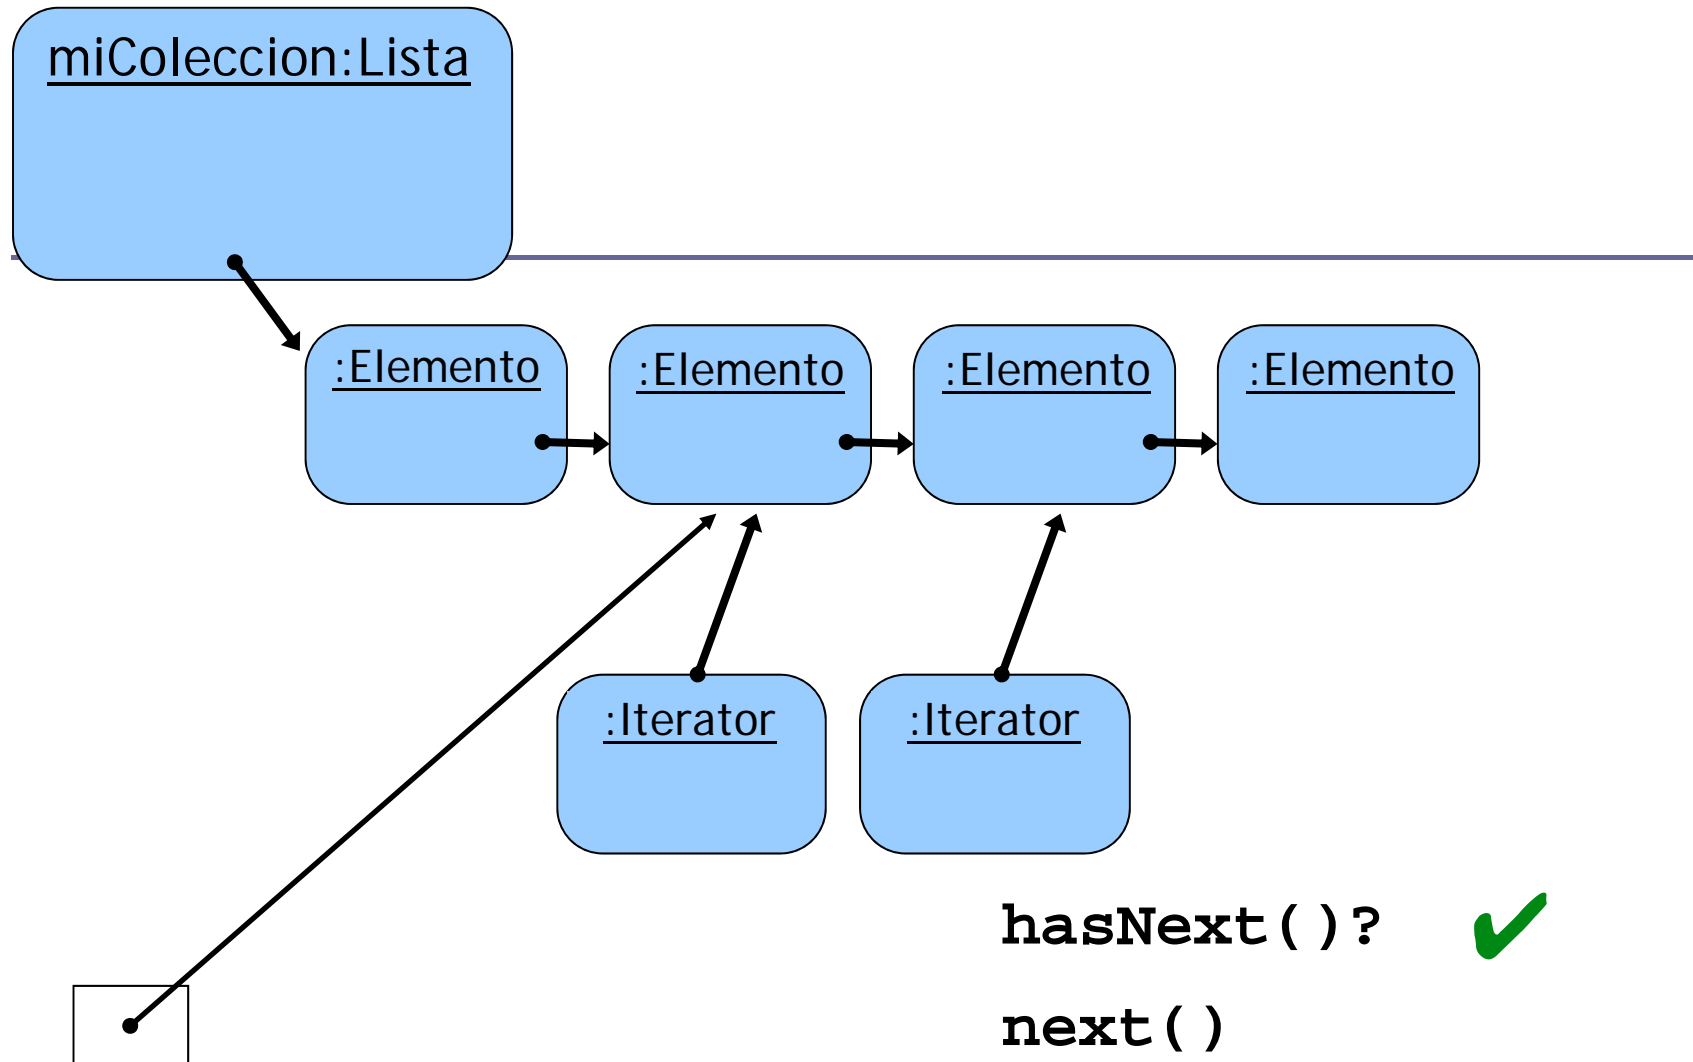 miColeccion:Lista
:Elemento :Elemento :Elemento :Elemento
:Iterator :Iterator
hasNext()? ✔
next()